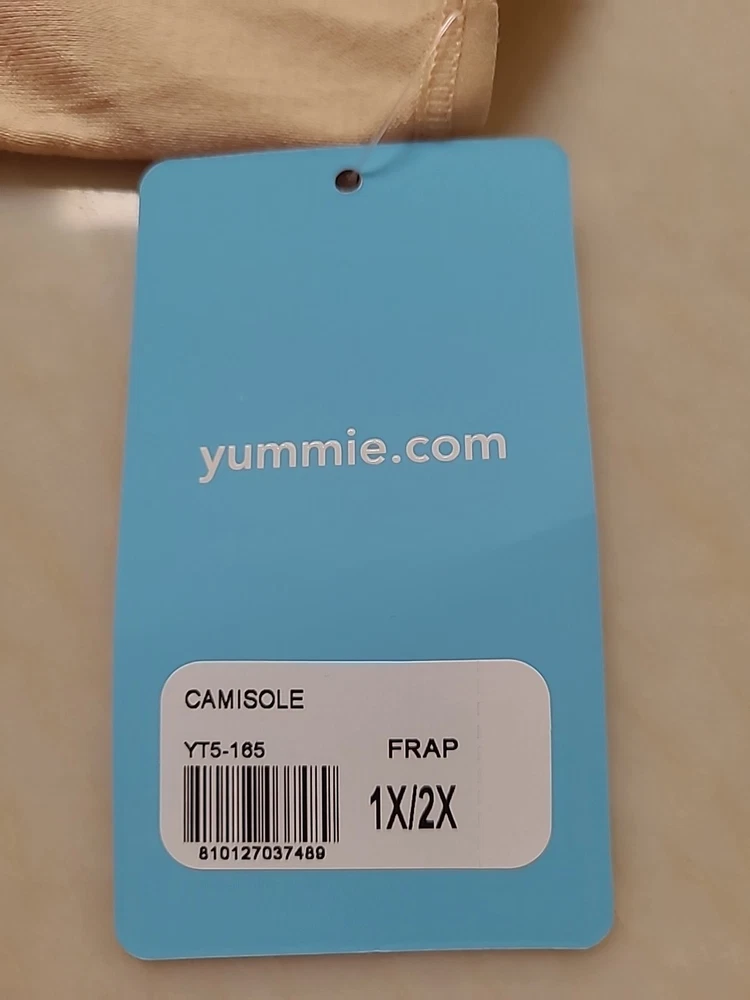 yummie.com
CAMISOLE
YT5-165 FRAP
1X/2X
810127037489